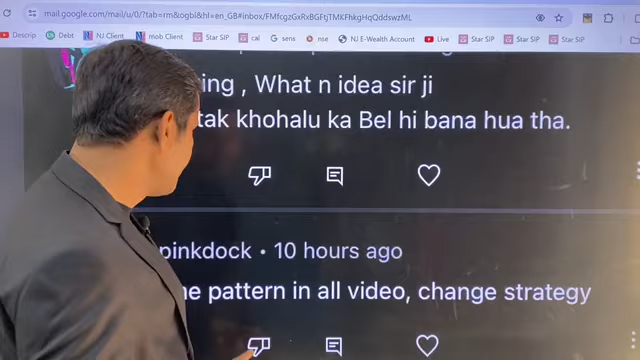 mail.google.com/mail/u/0/?tab=rm&ogbl&hl=en_GB#inbox/FMfcgzGxRxBGFtjTMKFhkgHqQddswzML
Descrip Debt NJ Client mob Client Star SIP cal sens nse NJ E-Wealth Account Live Star SIP Star SIP Star SIP
ing , What n idea sir ji
tak khohalu ka Bel hi bana hua tha.
pinkdock • 10 hours ago
pattern in all video, change strategy